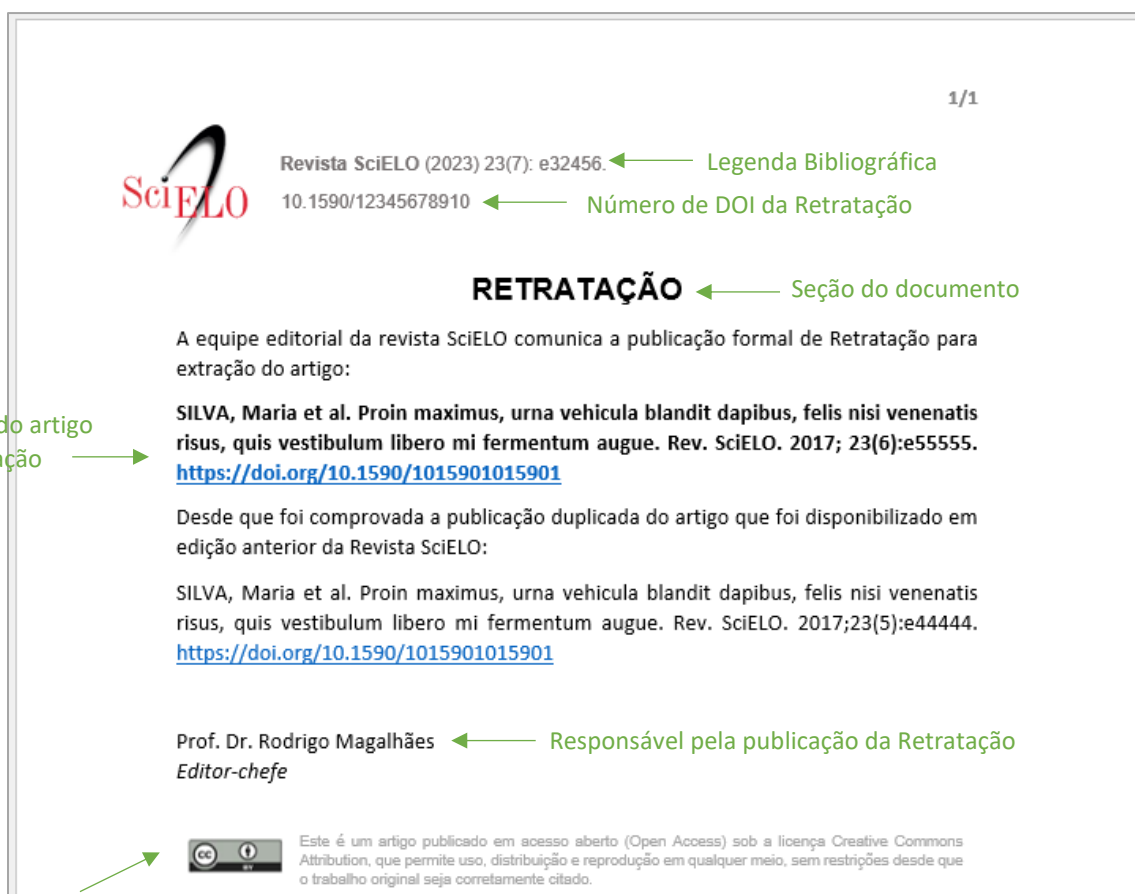 1/1
SciELO
Revista SciELO (2023) 23(7): e32456.
Legenda Bibliográfica
10.1590/12345678910
Número de DOI da Retratação
RETRATAÇÃO
Seção do documento
A equipe editorial da revista SciELO comunica a publicação formal de Retratação para
extração do artigo:
do artigo
SILVA, Maria et al. Proin maximus, urna vehicula blandit dapibus, felis nisi venenatis
risus, quis vestibulum libero mi fermentum augue. Rev. SciELO. 2017; 23(6):e55555.
https://doi.org/10.1590/1015901015901
Desde que foi comprovada a publicação duplicada do artigo que foi disponibilizado em
edição anterior da Revista SciELO:
SILVA, Maria et al. Proin maximus, urna vehicula blandit dapibus, felis nisi venenatis
risus, quis vestibulum libero mi fermentum augue. Rev. SciELO. 2017;23(5):e44444.
https://doi.org/10.1590/1015901015901
Prof. Dr. Rodrigo Magalhães
Responsável pela publicação da Retratação
Editor-chefe
cc BY
Este é um artigo publicado em acesso aberto (Open Access) sob a licença Creative Commons
Attribution, que permite uso, distribuição e reprodução em qualquer meio, sem restrições desde que
o trabalho original seja corretamente citado.